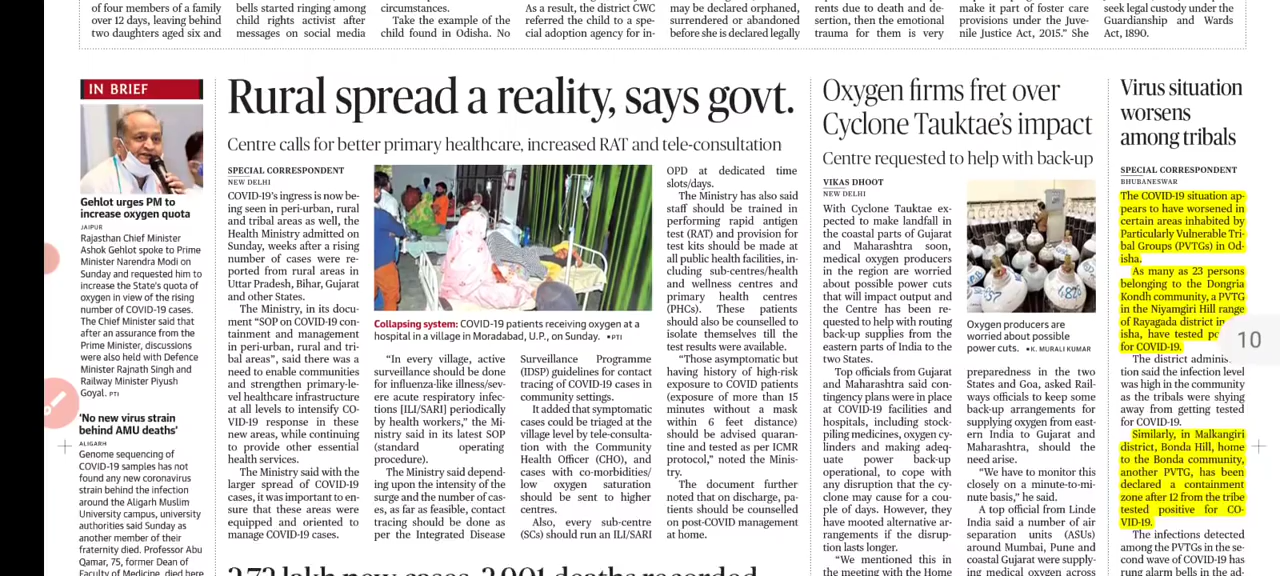 of four members of a family
over 12 days, leaving behind
two daughters aged six and
bells started ringing among
child rights activist after
messages on social media
circumstances.
Take the example of the
child found in Odisha. No
As a result, the district CWC
referred the child to a spe-
cial adoption agency for in-
may be declared orphaned,
surrendered or abandoned
before she is declared legally
rents due to death and de-
sertion, then the emotional
trauma for them is very
make it part of foster care
provisions under the Juve-
nile Justice Act, 2015.” She
seek legal custody under the
Guardianship and Wards
Act, 1890.
IN BRIEF
Gehlot urges PM to
increase oxygen quota
JAIPUR
Rajasthan Chief Minister
Ashok Gehlot spoke to Prime
Minister Narendra Modi on
Sunday and requested him to
increase the State's quota of
oxygen in view of the rising
number of COVID-19 cases.
The Chief Minister said that
after an assurance from the
Prime Minister, discussions
were also held with Defence
Minister Rajnath Singh and
Railway Minister Piyush
Goyal. PTI
'No new virus strain
behind AMU deaths'
ALIGARH
Genome sequencing of
COVID-19 samples has not
found any new coronavirus
strain behind the infection
around the Aligarh Muslim
University campus, university
authorities said Sunday as
another member of their
fraternity died. Professor Abu
Qamar, 75, former Dean of
Faculty of Medicine, died here
Rural spread a reality, says govt.
Centre calls for better primary healthcare, increased RAT and tele-consultation
SPECIAL CORRESPONDENT
NEW DELHI
COVID-19's ingress is now be-
ing seen in peri-urban, rural
and tribal areas as well, the
Health Ministry admitted on
Sunday, weeks after a rising
number of cases were re-
ported from rural areas in
Uttar Pradesh, Bihar, Gujarat
and other States.
The Ministry, in its docu-
ment “SOP on COVID-19 con-
tainment and management
in peri-urban, rural and tri-
bal areas”, said there was a
need to enable communities
and strengthen primary-le-
vel healthcare infrastructure
at all levels to intensify CO-
VID-19 response in these
new areas, while continuing
to provide other essential
health services.
The Ministry said with the
larger spread of COVID-19
cases, it was important to en-
sure that these areas were
equipped and oriented to
manage COVID-19 cases.
Collapsing system: COVID-19 patients receiving oxygen at a
hospital in a village in Moradabad, U.P., on Sunday. •PTI
“In every village, active
surveillance should be done
for influenza-like illness/sev-
ere acute respiratory infec-
tions [ILI/SARI] periodically
by health workers,” the Mi-
nistry said in its latest SOP
(standard operating
procedure).
The Ministry said depend-
ing upon the intensity of the
surge and the number of cas-
es, as far as feasible, contact
tracing should be done as
per the Integrated Disease
Surveillance Programme
(IDSP) guidelines for contact
tracing of COVID-19 cases in
community settings.
It added that symptomatic
cases could be triaged at the
village level by tele-consulta-
tion with the Community
Health Officer (CHO), and
cases with co-morbidities/
low oxygen saturation
should be sent to higher
centres.
Also, every sub-centre
(SCs) should run an ILI/SARI
OPD at dedicated time
slots/days.
The Ministry has also said
staff should be trained in
performing rapid antigen
test (RAT) and provision for
test kits should be made at
all public health facilities, in-
cluding sub-centres/health
and wellness centres and
primary health centres
(PHCs). These patients
should also be counselled to
isolate themselves till the
test results were available.
“Those asymptomatic but
having history of high-risk
exposure to COVID patients
(exposure of more than 15
minutes without a mask
within 6 feet distance)
should be advised quaran-
tine and tested as per ICMR
protocol,” noted the Minis-
try.
The document further
noted that on discharge, pa-
tients should be counselled
on post-COVID management
at home.
Oxygen firms fret over
Cyclone Tauktae's impact
Centre requested to help with back-up
VIKAS DHOOT
NEW DELHI
With Cyclone Tauktae ex-
pected to make landfall in
the coastal parts of Gujarat
and Maharashtra soon,
medical oxygen producers
in the region are worried
about possible power cuts
that will impact output and
the Centre has been re-
quested to help with routing
back-up supplies from the
eastern parts of India to the
two States.
Top officials from Gujarat
and Maharashtra said con-
tingency plans were in place
at COVID-19 facilities and
hospitals, including stock-
piling medicines, oxygen cy-
linders and making adequ-
ate power back-up
operational, to cope with
any disruption that the cy-
clone may cause for a cou-
ple of days. However, they
have mooted alternative ar-
rangements if the disrup-
tion lasts longer.
“We mentioned this in
the meeting with the Home
Oxygen producers are
worried about possible
power cuts. •K. MURALI KUMAR
preparedness in the two
States and Goa, asked Rail-
ways officials to keep some
back-up arrangements for
supplying oxygen from east-
ern India to Gujarat and
Maharashtra, should the
need arise.
“We have to monitor this
closely on a minute-to-mi-
nute basis,” he said.
A top official from Linde
India said a number of air
separation units (ASUs)
around Mumbai, Pune and
coastal Gujarat were supply-
ing medical oxygen across
Virus situation
worsens
among tribals
SPECIAL CORRESPONDENT
BHUBANESWAR
The COVID-19 situation ap-
pears to have worsened in
certain areas inhabited by
Particularly Vulnerable Tri-
bal Groups (PVTGs) in Od-
isha.
As many as 23 persons
belonging to the Dongria
Kondh community, a PVTG
in the Niyamgiri Hill range
of Rayagada district in
isha, have tested
for COVID-19.
10
The district
tion said the infection level
was high in the community
as the tribals were shying
away from getting tested
for COVID-19.
Similarly, in Malkangiri
district, Bonda Hill, home
to the Bonda community,
another PVTG, has been
declared a containment
zone after 12 from the tribe
tested positive for CO-
VID-19.
The infections detected
among the PVTGs in the se-
cond wave of COVID-19 has
rung alarm bells in the ad-